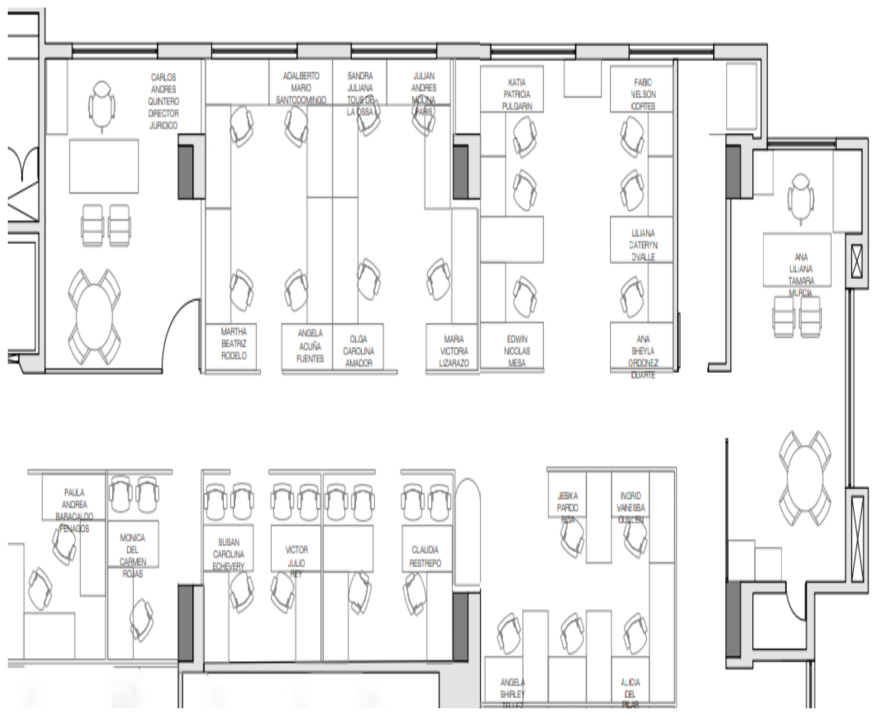 CARLOS
ANDRES
QUINTERO
DIRECTOR
JURIDICO
ADALBERTO
MARIO
SANTODOMINGO
SANDRA
JULIANA
TOUS DE
LA OSSA
JULIAN
ANDRES
MOLINA
PARIS
KATIA
PATRICIA
PULGARIN
FABIO
NELSON
CORTES
LILIANA
CATERYN
OVALLE
ANA
LILIANA
TAMARA
MURCIA
MARTHA
BEATRIZ
RODELO
ANGELA
ACUÑA
FUENTES
OLGA
CAROLINA
AMADOR
MARIA
VICTORIA
LIZARAZO
EDWIN
NICOLAS
MESA
ANA
SHEYLA
ORDONEZ
DUARTE
PAULA
ANDREA
BARACALDO
PENAGOS
MONICA
DEL
CARMEN
ROJAS
SUSAN
CAROLINA
ECHEVERY
VICTOR
JULIO
REY
CLAUDIA
RESTREPO
JESIKA
PARDO
ROA
INGRID
VANESSA
GUILLEN
ANGELA
SHIRLEY
TELLEZ
ALICIA
DEL
PILAR